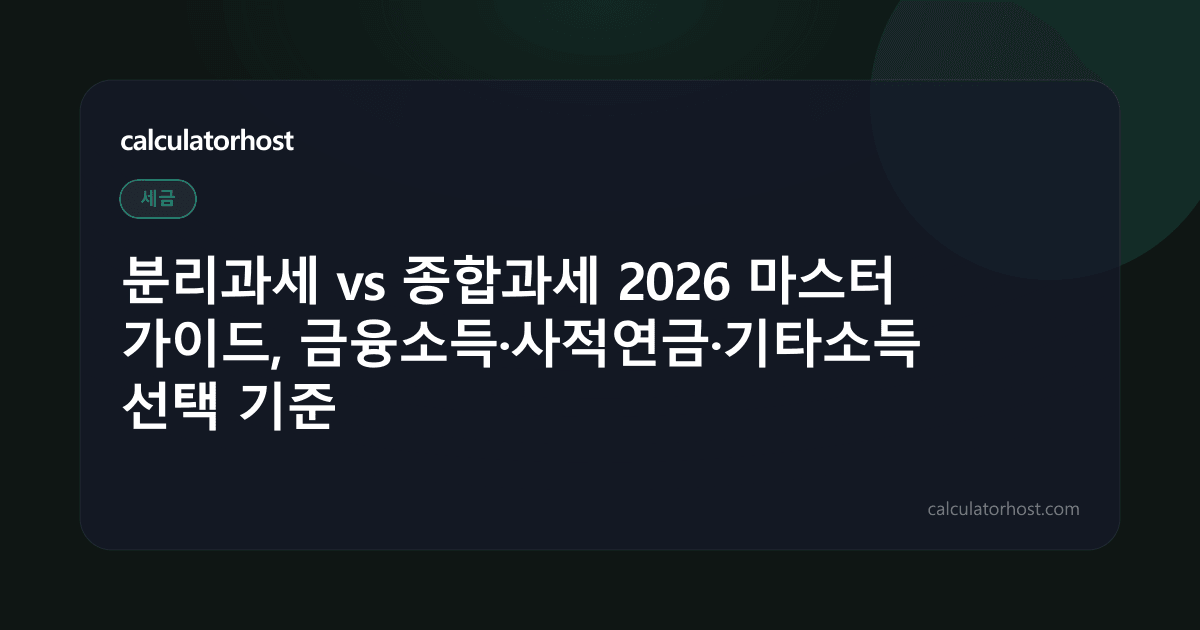 calculatorhost
세금
분리과세 vs 종합과세 2026 마스터
가이드, 금융소득·사적연금·기타소득
선택 기준
calculatorhost.com